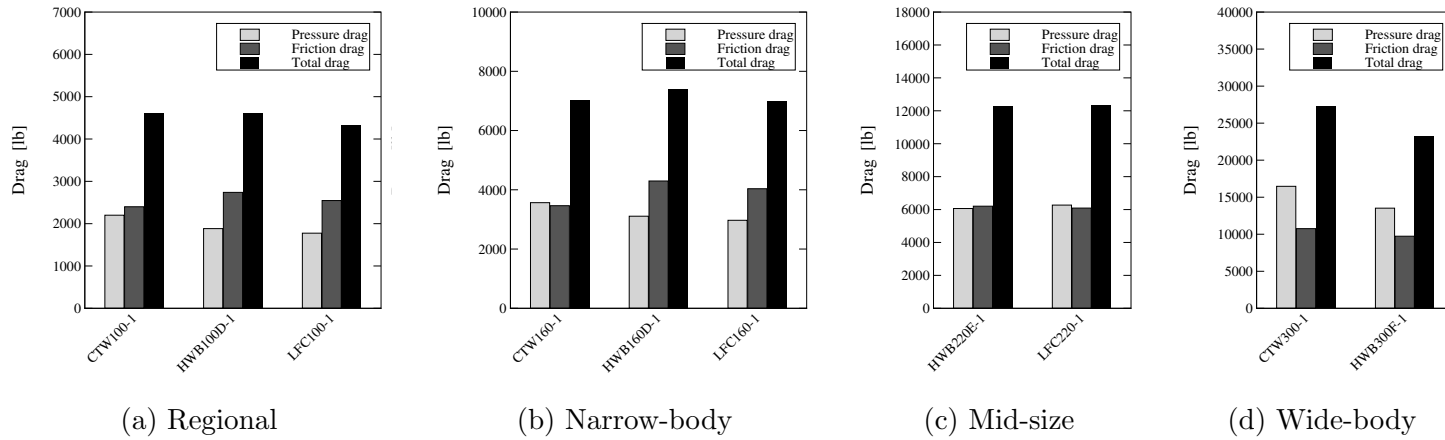 7000
6000
5000
4000
3000
2000
1000
0
Drag [lb]
Pressure drag
Friction drag
Total drag
CTW100-1
HWB100D-1
LFC100-1
(a) Regional
10000
8000
6000
4000
2000
0
Drag [lb]
Pressure drag
Friction drag
Total drag
CTW160-1
HWB160D-1
LFC160-1
(b) Narrow-body
18000
16000
14000
12000
10000
8000
6000
4000
2000
0
Drag [lb]
Pressure drag
Friction drag
Total drag
HWB220E-1
LFC220-1
(c) Mid-size
40000
35000
30000
25000
20000
15000
10000
5000
0
Drag [lb]
Pressure drag
Friction drag
Total drag
CTW300-1
HWB300F-1
(d) Wide-body